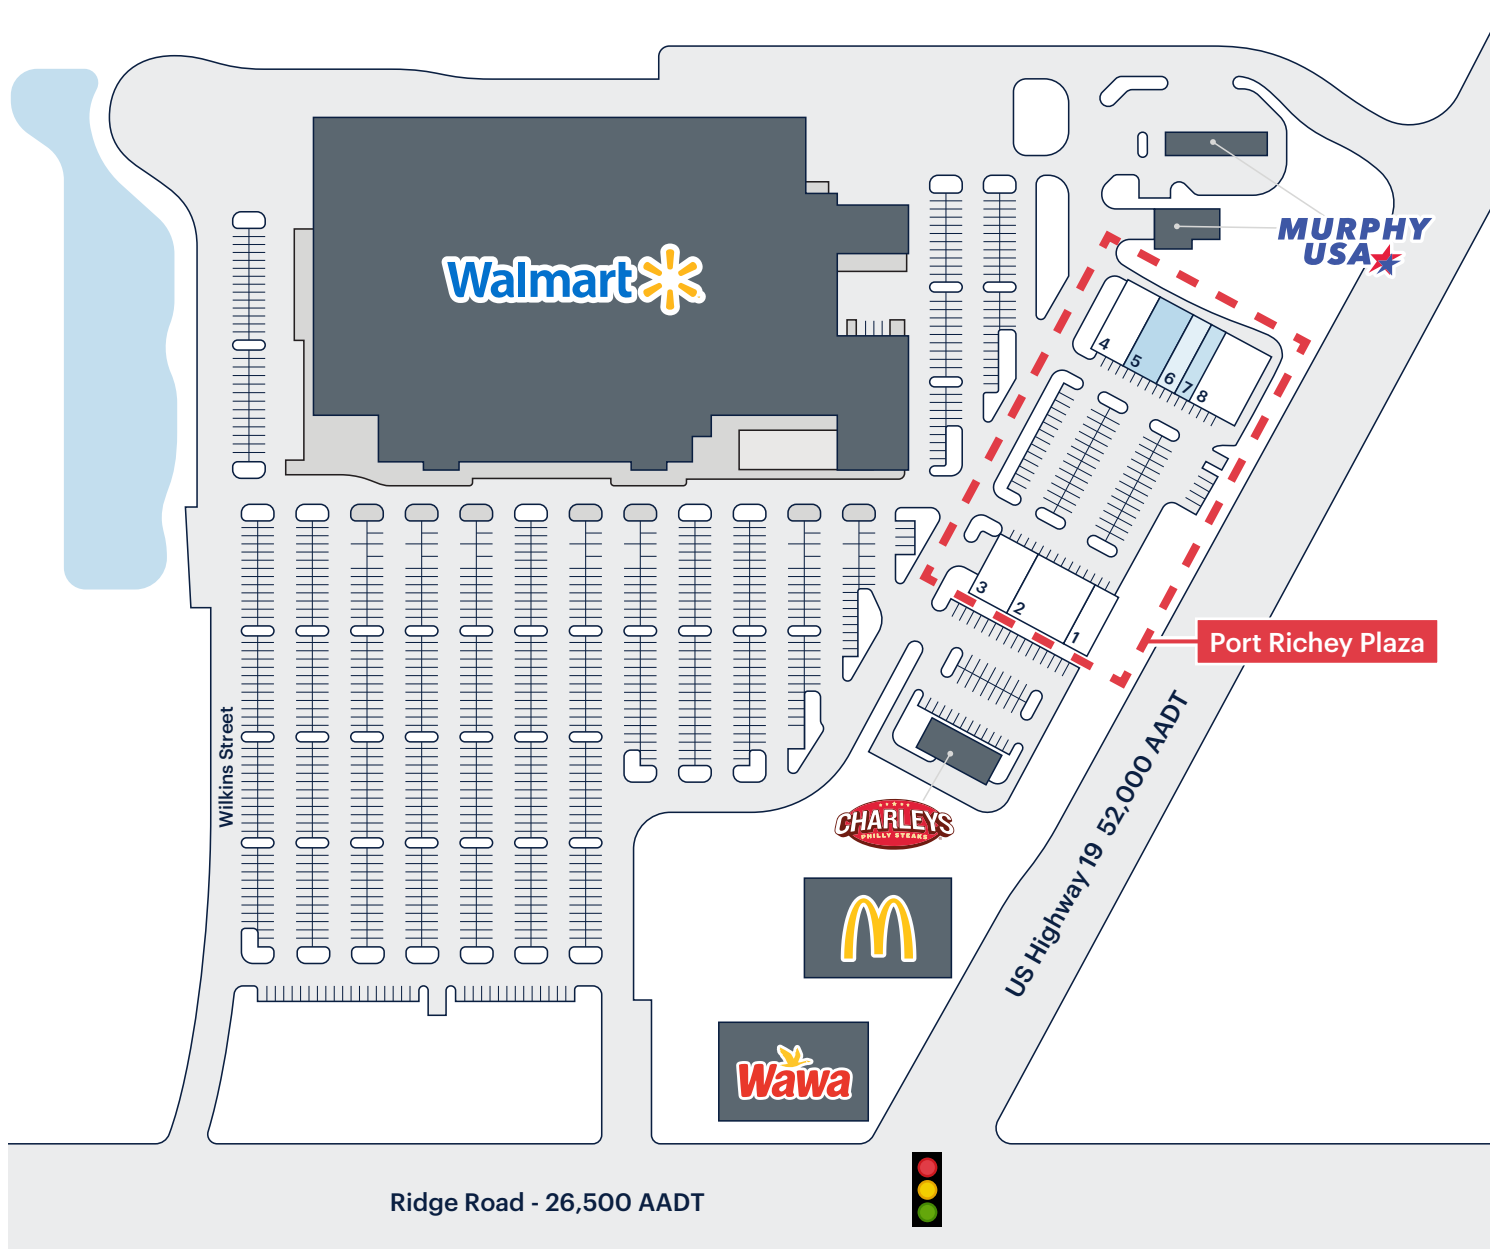 Walmart
MURPHY
USA
4
5
6
7
8
3
2
1
Port Richey Plaza
Wilkins Street
CHARLEYS
PHILLY STEAKS
US Highway 19 52,000 AADT
Wawa
Ridge Road - 26,500 AADT